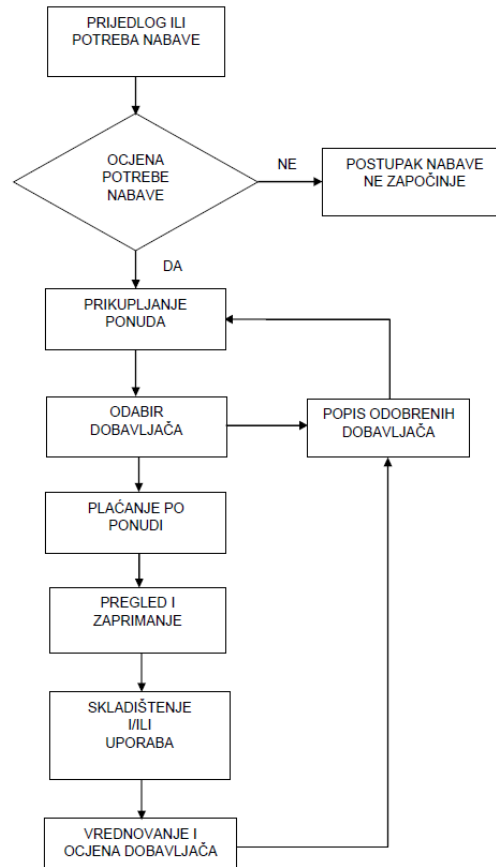 PRIJEDLOG ILI
POTREBA NABAVE
OCJENA
POTREBE
NABAVE
NE
POSTUPAK NABAVE
NE ZAPOČINJE
DA
PRIKUPLJANJE
PONUDA
ODABIR
DOBAVLJAČA
POPIS ODOBRENIH
DOBAVLJAČA
PLAĆANJE PO
PONUDI
PREGLED I
ZAPRIMANJE
SKLADIŠTENJE
I/ILI
UPORABA
VREDNOVANJE I
OCJENA DOBAVLJAČA